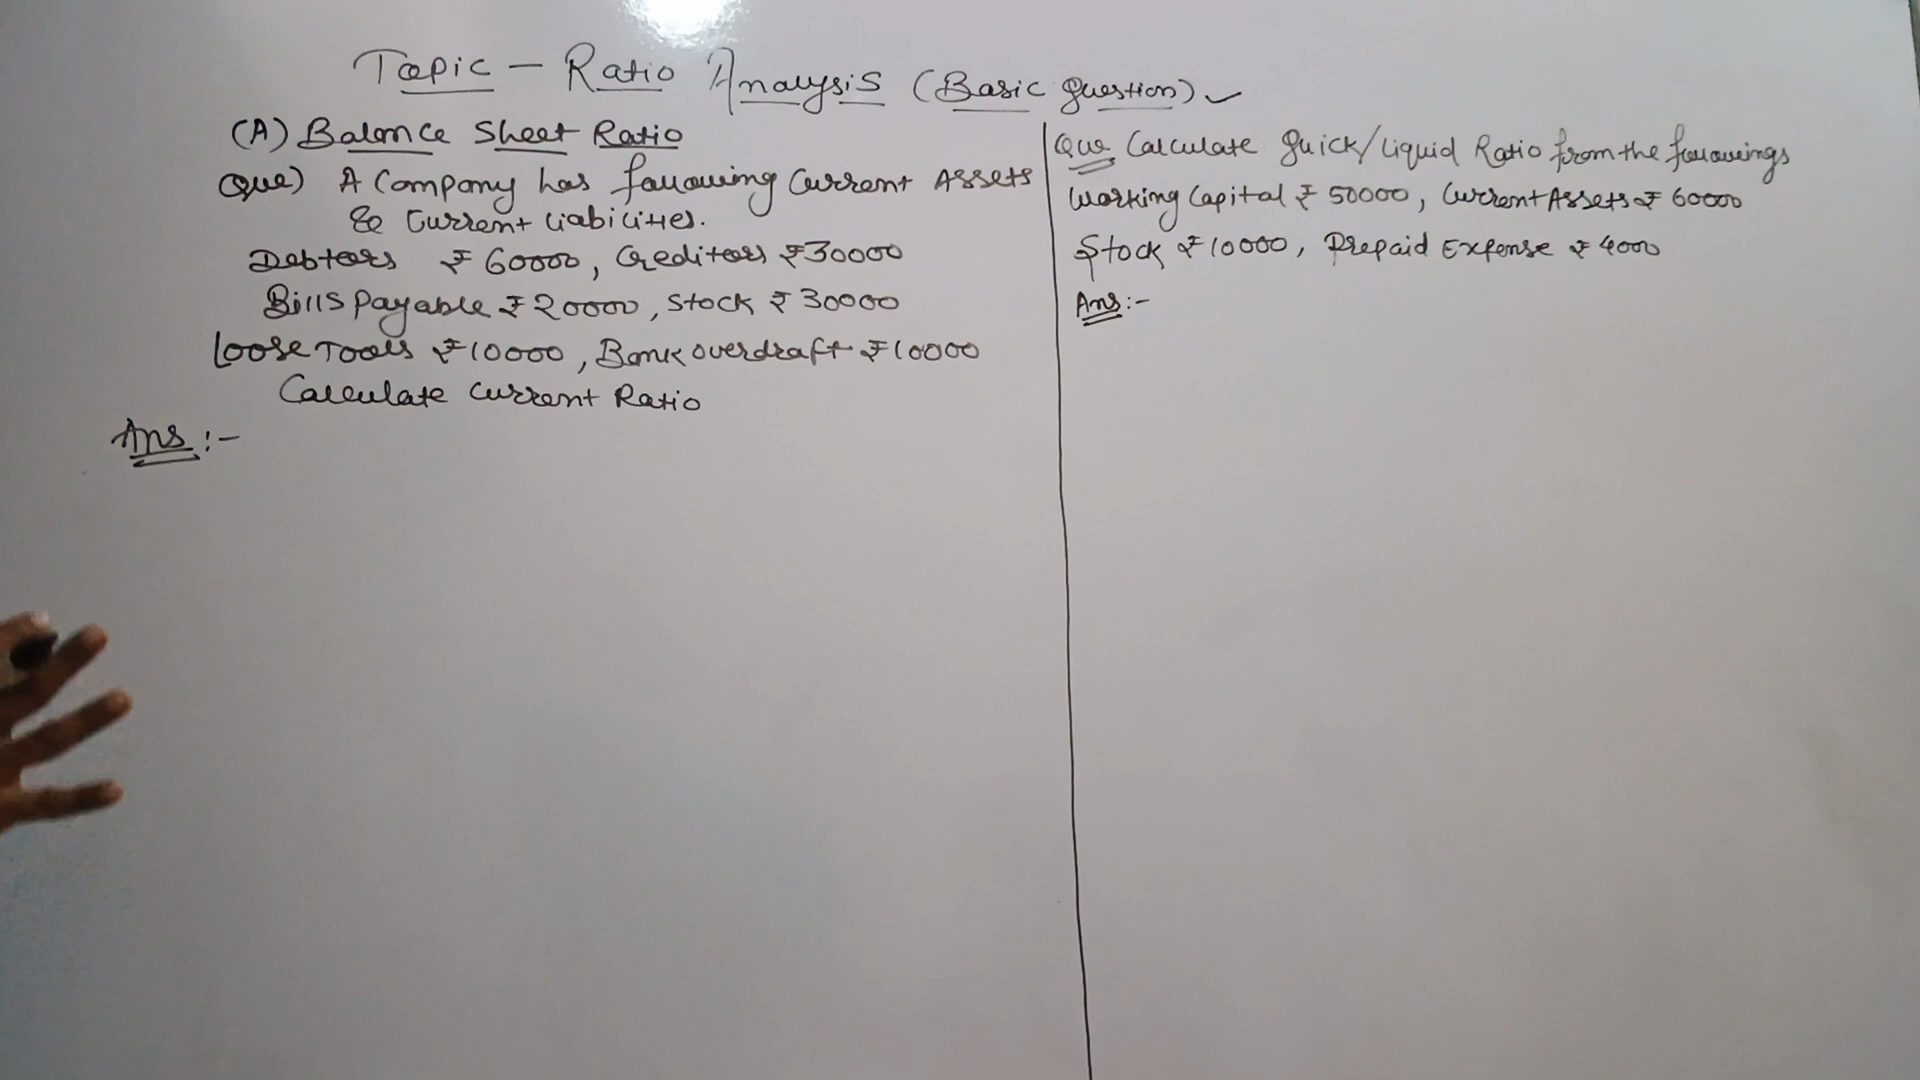 Topic - Ratio Analysis (Basic Question) ✓
(A) Balance Sheet Ratio
Que) A Company has following Current Assets
& Current Liabilities.
Debtors ₹ 60000, Creditors ₹30000
Bills payable ₹ 20000, Stock ₹ 30000
Loose Tools ₹10000, Bank overdraft ₹10000
Calculate Current Ratio
Ans :-
Que, Calculate Quick/Liquid Ratio from the followings
Working Capital ₹ 50000, Current Assets ₹ 60000
Stock ₹10000, Prepaid Expense ₹ 4000
Ans :-